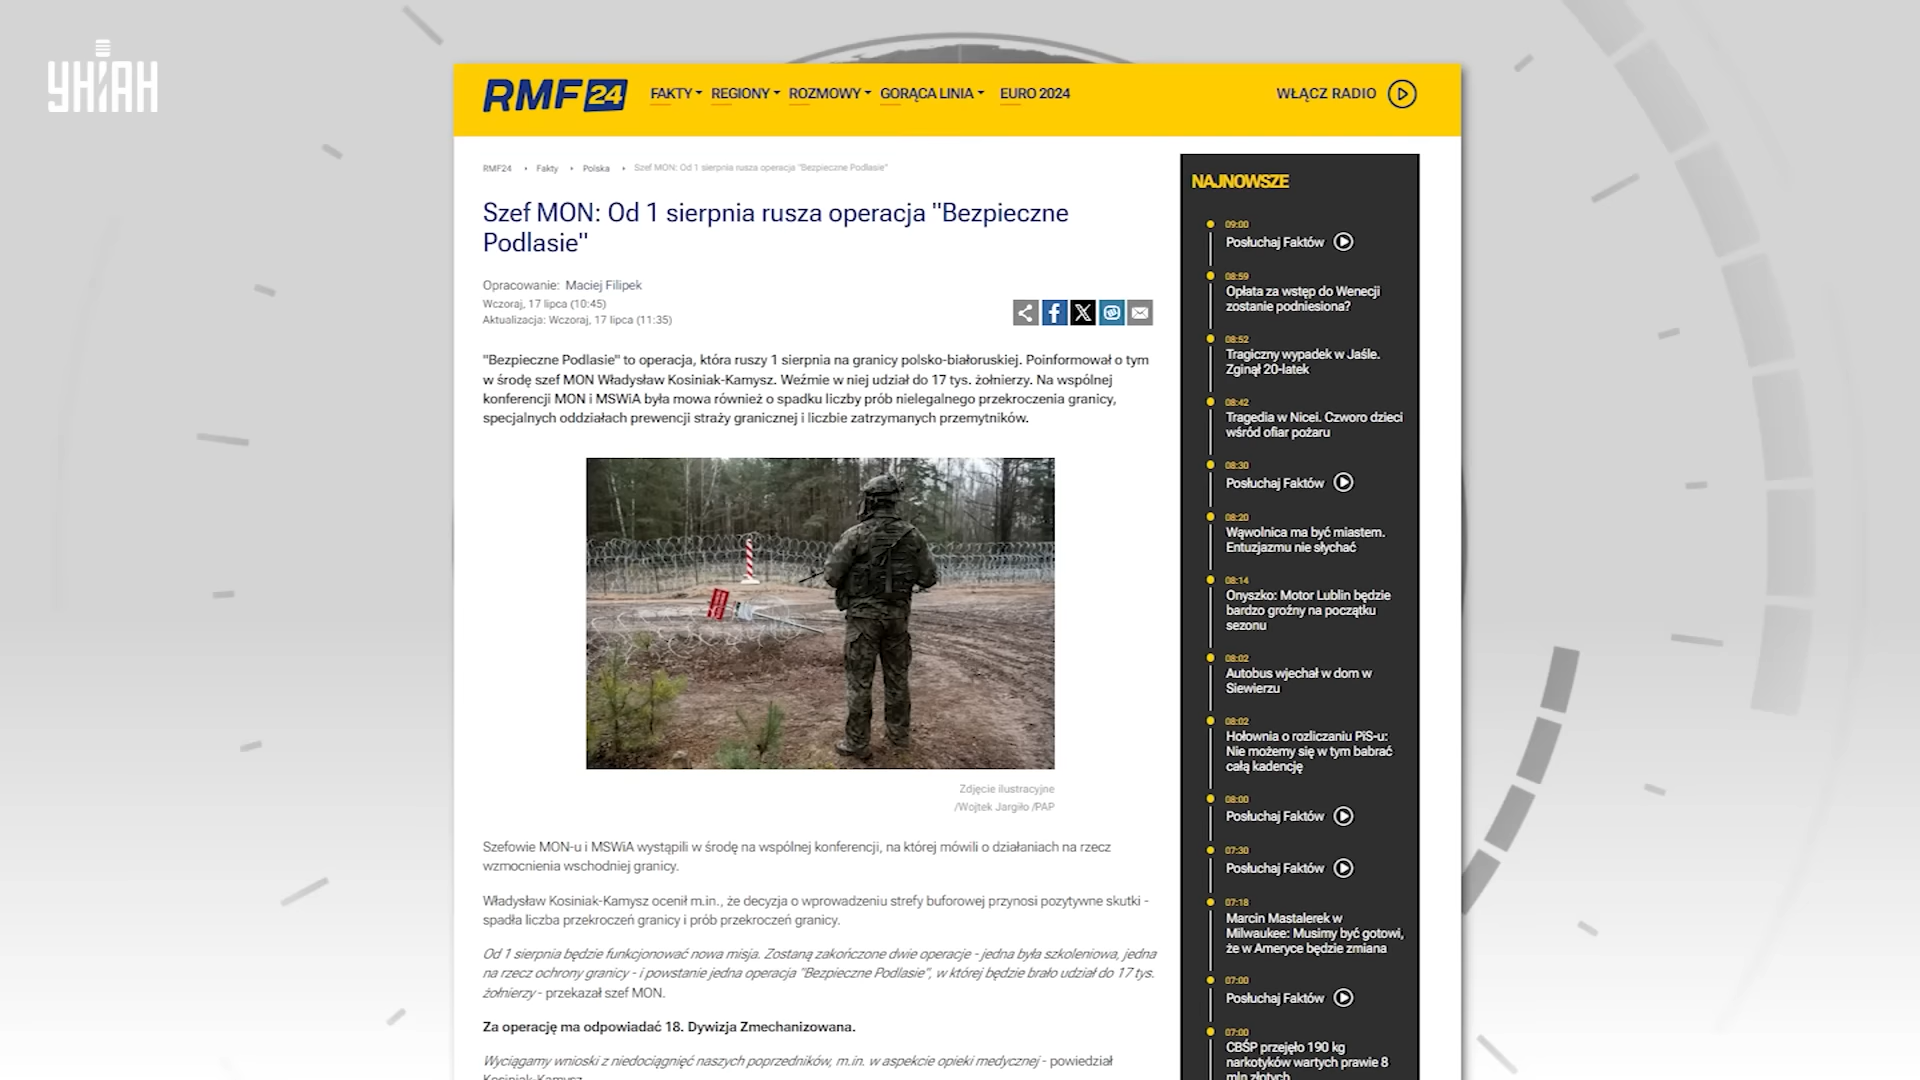 УНІАН
RMF24
FAKTY
REGIONY
ROZMOWY
GORĄCA LINIA
EURO 2024
WŁĄCZ RADIO
RMF24
Fakty
Polska
Szef MON: Od 1 sierpnia rusza operacja "Bezpieczne Podlasie"
Szef MON: Od 1 sierpnia rusza operacja "Bezpieczne
Podlasie"
Opracowanie: Maciej Filipek
Wczoraj, 17 lipca (10:45)
Aktualizacja: Wczoraj, 17 lipca (11:35)
"Bezpieczne Podlasie" to operacja, która ruszy 1 sierpnia na granicy polsko-białoruskiej. Poinformował o tym
w środę szef MON Władysław Kosiniak-Kamysz. Weźmie w niej udział do 17 tys. żołnierzy. Na wspólnej
konferencji MON i MSWiA była mowa również o spadku liczby prób nielegalnego przekroczenia granicy,
specjalnych oddziałach prewencji straży granicznej i liczbie zatrzymanych przemytników.
Zdjęcie ilustracyjne
/Wojtek Jargiło /PAP
Szefowie MON-u i MSWiA wystąpili w środę na wspólnej konferencji, na której mówili o działaniach na rzecz
wzmocnienia wschodniej granicy.
Władysław Kosiniak-Kamysz ocenił m.in., że decyzja o wprowadzeniu strefy buforowej przynosi pozytywne skutki -
spadła liczba przekroczeń granicy i prób przekroczeń granicy.
Od 1 sierpnia będzie funkcjonować nowa misja. Zostaną zakończone dwie operacje - jedna była szkoleniowa, jedna
na rzecz ochrony granicy - i powstanie jedna operacja "Bezpieczne Podlasie", w której będzie brało udział do 17 tys.
żołnierzy - przekazał szef MON.
Za operację ma odpowiadać 18. Dywizja Zmechanizowana.
Wyciągamy wnioski z niedociągnięć naszych poprzedników, m.in. w aspekcie opieki medycznej - powiedział
Kosiniak-Kamysz
NAJNOWSZE
09:00
Posłuchaj Faktów
08:59
Opłata za wstęp do Wenecji
zostanie podniesiona?
08:52
Tragiczny wypadek w Jaśle.
Zginął 20-latek
08:42
Tragedia w Nicei. Czworo dzieci
wśród ofiar pożaru
08:30
Posłuchaj Faktów
08:20
Wąwolnica ma być miastem.
Entuzjazmu nie słychać
08:14
Onyszko: Motor Lublin będzie
bardzo groźny na początku
sezonu
08:02
Autobus wjechał w dom w
Siewierzu
08:02
Hołownia o rozliczaniu PiS-u:
Nie możemy się w tym babrać
całą kadencję
08:00
Posłuchaj Faktów
07:30
Posłuchaj Faktów
07:18
Marcin Mastalerek w
Milwaukee: Musimy być gotowi,
że w Ameryce będzie zmiana
07:00
Posłuchaj Faktów
07:00
CBŚP przejęło 190 kg
narkotyków wartych prawie 8
mln złotych